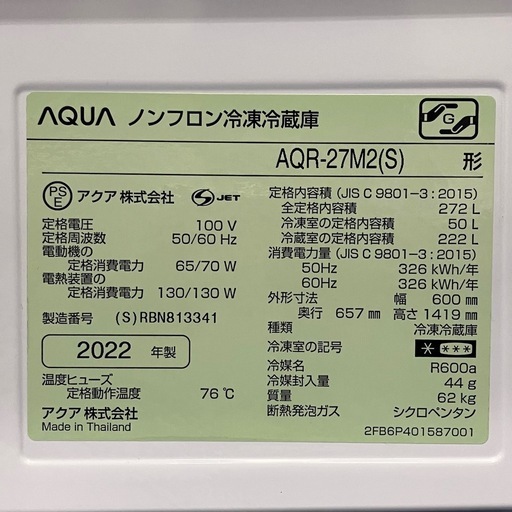 AQUA ノンフロン冷凍冷蔵庫
G
AQR-27M2(S) 形
PS E アクア株式会社 S JET
定格電圧 100 V
定格周波数 50/60 Hz
電動機の
定格消費電力 65/70 W
電熱装置の
定格消費電力 130/130 W
製造番号 (S)RBN813341
2022 年製
温度ヒューズ
定格動作温度 76℃
アクア株式会社
Made in Thailand
定格内容積(JIS C 9801-3:2015)
全定格内容積 272 L
冷凍室の定格内容積 50 L
冷蔵室の定格内容積 222 L
消費電力量(JIS C 9801-3:2015)
50Hz 326 kWh/年
60Hz 326 kWh/年
外形寸法 幅 600 mm
奥行 657 mm 高さ 1419 mm
種類 冷凍冷蔵庫
冷凍室の記号 * ***
冷媒名 R600a
冷媒封入量 44 g
質量 62 kg
断熱発泡ガス シクロペンタン
2FB6P401587001